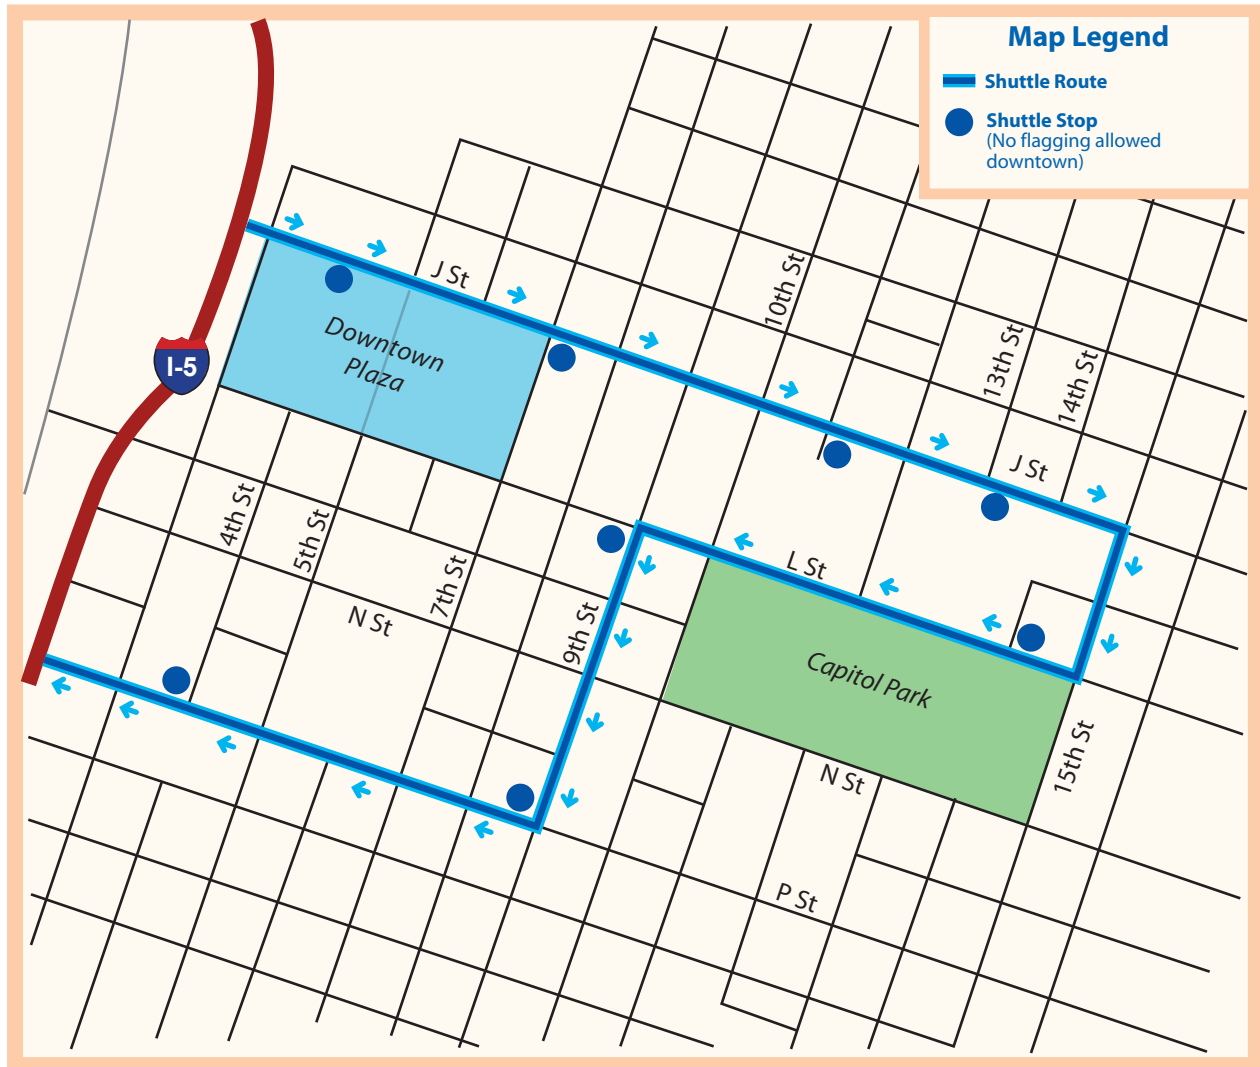 Map Legend
Shuttle Route
Shuttle Stop
(No flagging allowed
downtown)
J St
10th St
Downtown
Plaza
I-5
13th St
14th St
J St
4th St
5th St
7th St
L St
N St
9th St
Capitol Park
15th St
N St
P St